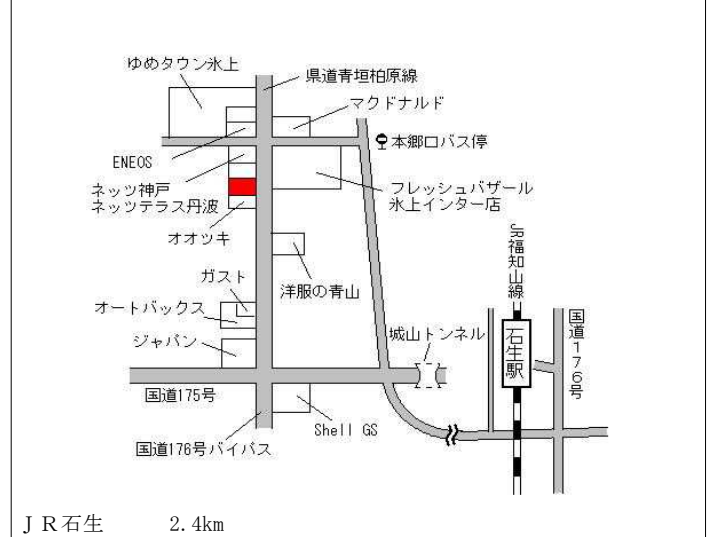 ゆめタウン氷上
県道青垣柏原線
マクドナルド
本郷口バス停
ENEOS
ネッツ神戸
ネッツテラス丹波
フレッシュバザール
氷上インター店
オオツキ
JR福知山線
ガスト
洋服の青山
オートバックス
ジャパン
城山トンネル
石生駅
国道176号
国道175号
Shell GS
国道176号バイパス
ＪＲ石生 2.4km